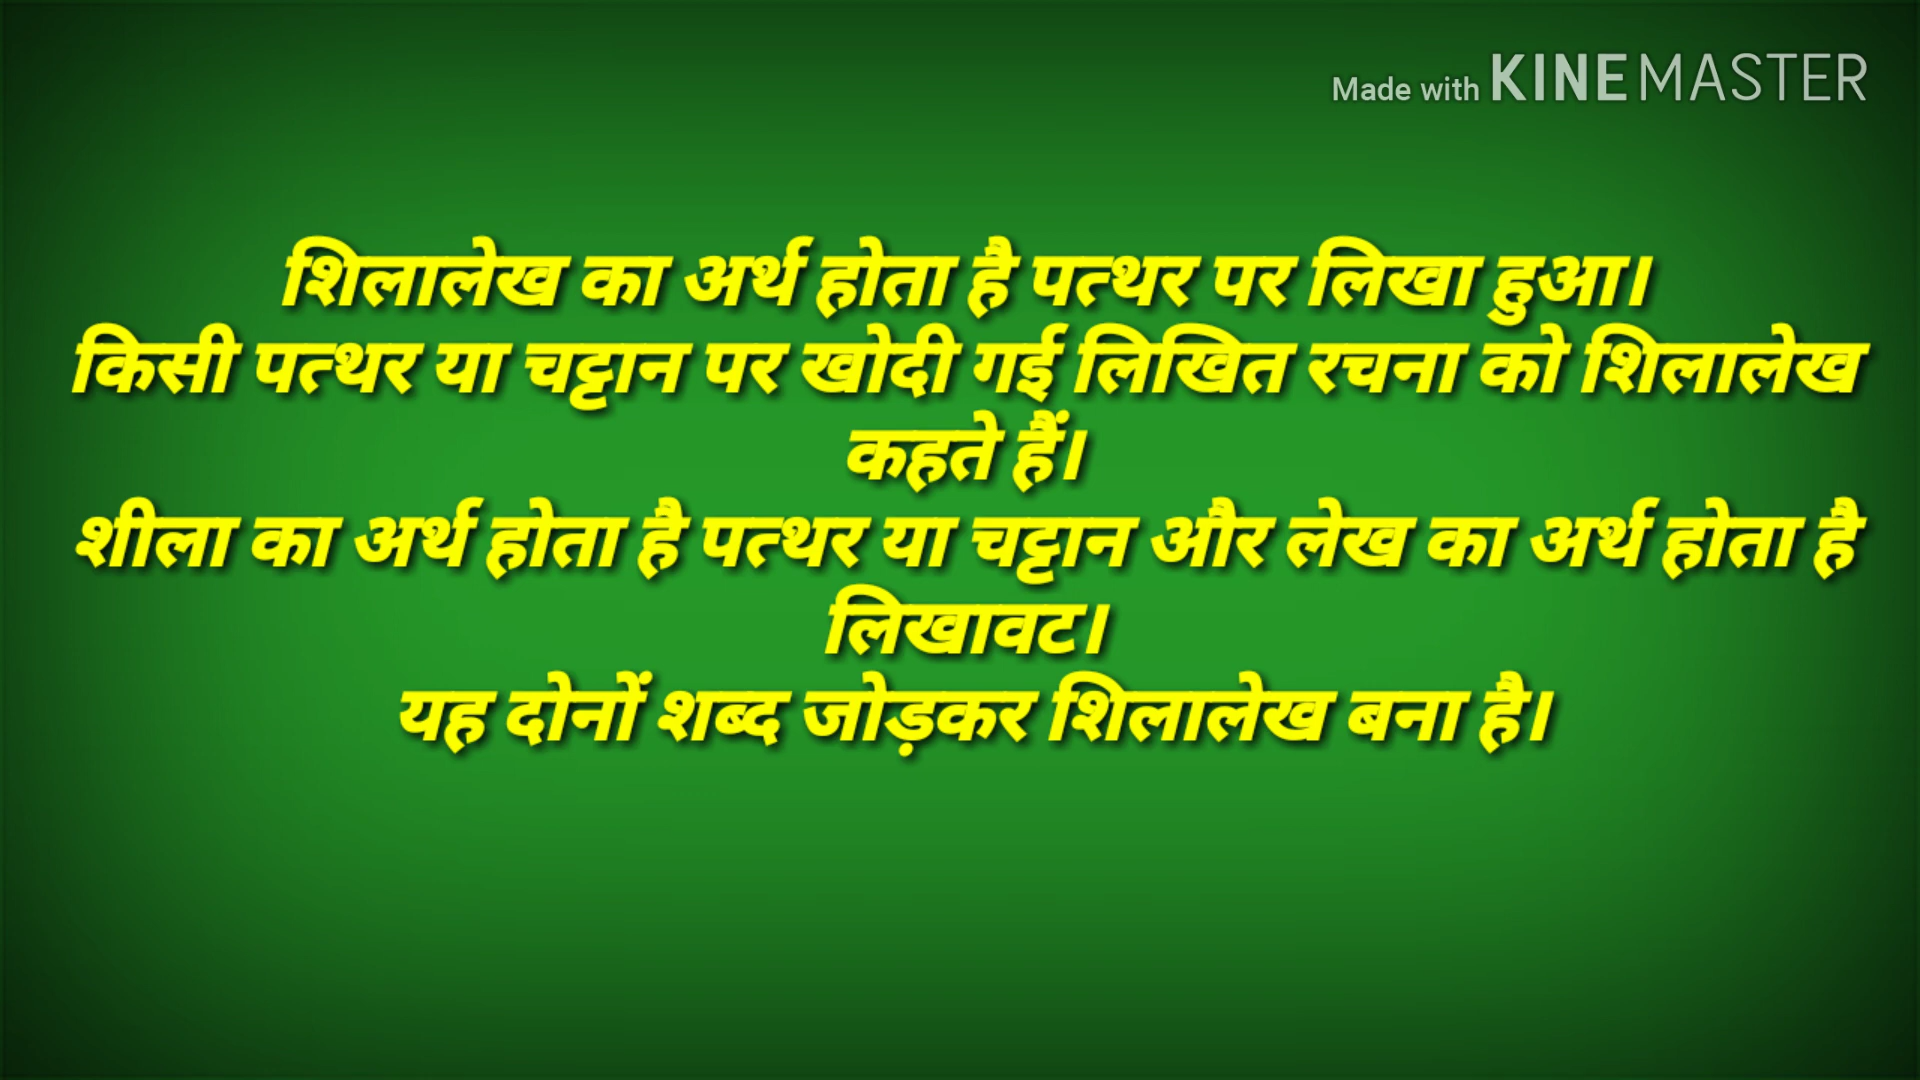 Made with KINEMASTER
शिलालेख का अर्थ होता है पत्थर पर लिखा हुआ।
किसी पत्थर या चट्टान पर खोदी गई लिखित रचना को शिलालेख
कहते हैं।
शीला का अर्थ होता है पत्थर या चट्टान और लेख का अर्थ होता है
लिखावट।
यह दोनों शब्द जोड़कर शिलालेख बना है।